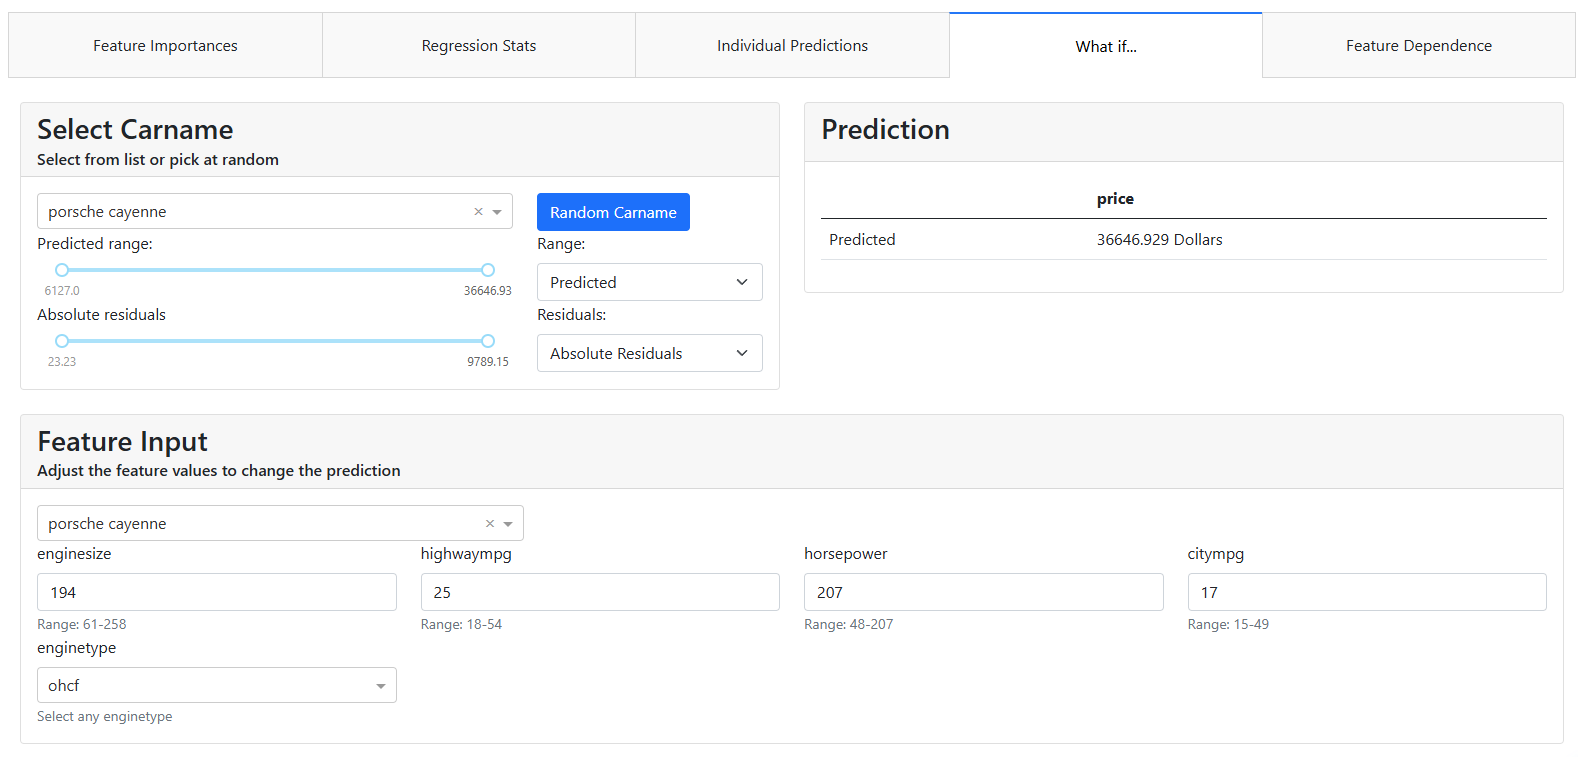 Feature Importances
Regression Stats
Individual Predictions
What if...
Feature Dependence
Select Carname
Select from list or pick at random
porsche cayenne ×
Random Carname
Predicted range:
6127.0 36646.93
Range:
Predicted
Absolute residuals
23.23 9789.15
Residuals:
Absolute Residuals
Prediction
price
Predicted 36646.929 Dollars
Feature Input
Adjust the feature values to change the prediction
porsche cayenne ×
enginesize
194
Range: 61-258
highwaympg
25
Range: 18-54
horsepower
207
Range: 48-207
citympg
17
Range: 15-49
enginetype
ohcf
Select any enginetype